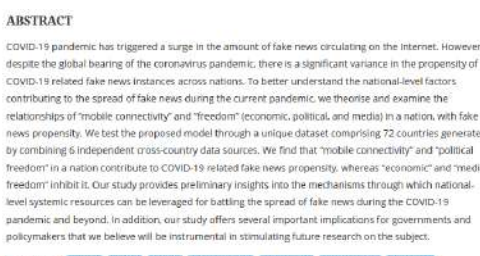 ABSTRACT
COVID-19 pandemic has triggered a surge in the amount of fake news circulating on the Internet. However
despite the global bearing of the coronavirus pandemic, there is a significant variance in the propensity of
COVID-19 related fake news instances across nations. To better understand the national-level factors
contributing to the spread of fake news during the current pandemic, we theorise and examine the
relationships of "mobile connectivity" and "freedom" (economic, political, and media) in a nation, with fake
news propensity. We test the proposed model through a unique dataset comprising 72 countries generate
by combining 6 independent cross-country data sources. We find that "mobile connectivity" and "political
freedom" in a nation contribute to COVID-19 related fake news propensity, whereas "economic" and "medi
freedom" inhibit it. Our study provides preliminary insights into the mechanisms through which national-
level systemic resources can be leveraged for battling the spread of fake news during the COVID-19
pandemic and beyond. In addition, our study offers several important implications for governments and
policymakers that we believe will be instrumental in stimulating future research on the subject.